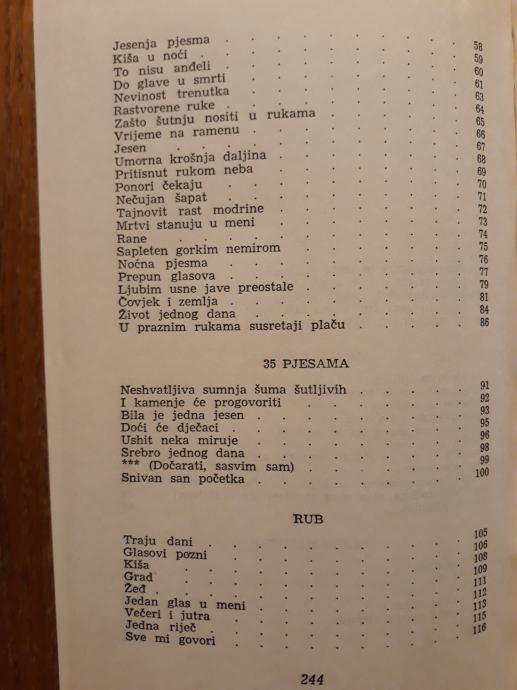 Jesenja pjesma . . . . . . . 58
Kiša u noći . . . . . . . 59
To nisu anđeli . . . . . . . 60
Do glave u smrti . . . . . . 61
Nevinost trenutka . . . . . . 63
Rastvorene ruke . . . . . . . 64
Zašto šutnju nositi u rukama . . . . 65
Vrijeme na ramenu . . . . . . 66
Jesen . . . . . . . . 67
Umorna krošnja daljina . . . . . 68
Pritisnut rukom neba . . . . . 69
Ponori čekaju . . . . . . . 70
Nečujan šapat . . . . . . . 71
Tajnovit rast modrine . . . . . 72
Mrtvi stanuju u meni . . . . . 73
Rane . . . . . . . . 74
Sapleten gorkim nemirom . . . . . 75
Noćna pjesma . . . . . . . 76
Prepun glasova . . . . . . . 77
Ljubim usne jave preostale . . . . 79
Čovjek i zemlja . . . . . . . 81
Život jednog dana . . . . . . 84
U praznim rukama susretaji plaču . . . 86
35 PJESAMA
Neshvatljiva sumnja šuma šutljivih . . . 91
I kamenje će progovoriti . . . . 92
Bila je jedna jesen . . . . . . 93
Doći će dječaci . . . . . . 95
Ushit neka miruje . . . . . . 96
Srebro jednog dana . . . . . . 98
*** (Dočarati, sasvim sam) . . . . 99
Snivan san početka . . . . . . 100
RUB
Traju dani . . . . . . . 105
Glasovi pozni . . . . . . . 106
Kiša . . . . . . . . 108
Grad . . . . . . . . 109
Žeđ . . . . . . . . 111
Jedan glas u meni . . . . . . 112
Večeri i jutra . . . . . . . 113
Jedna riječ . . . . . . . 115
Sve mi govori . . . . . . . 116
244